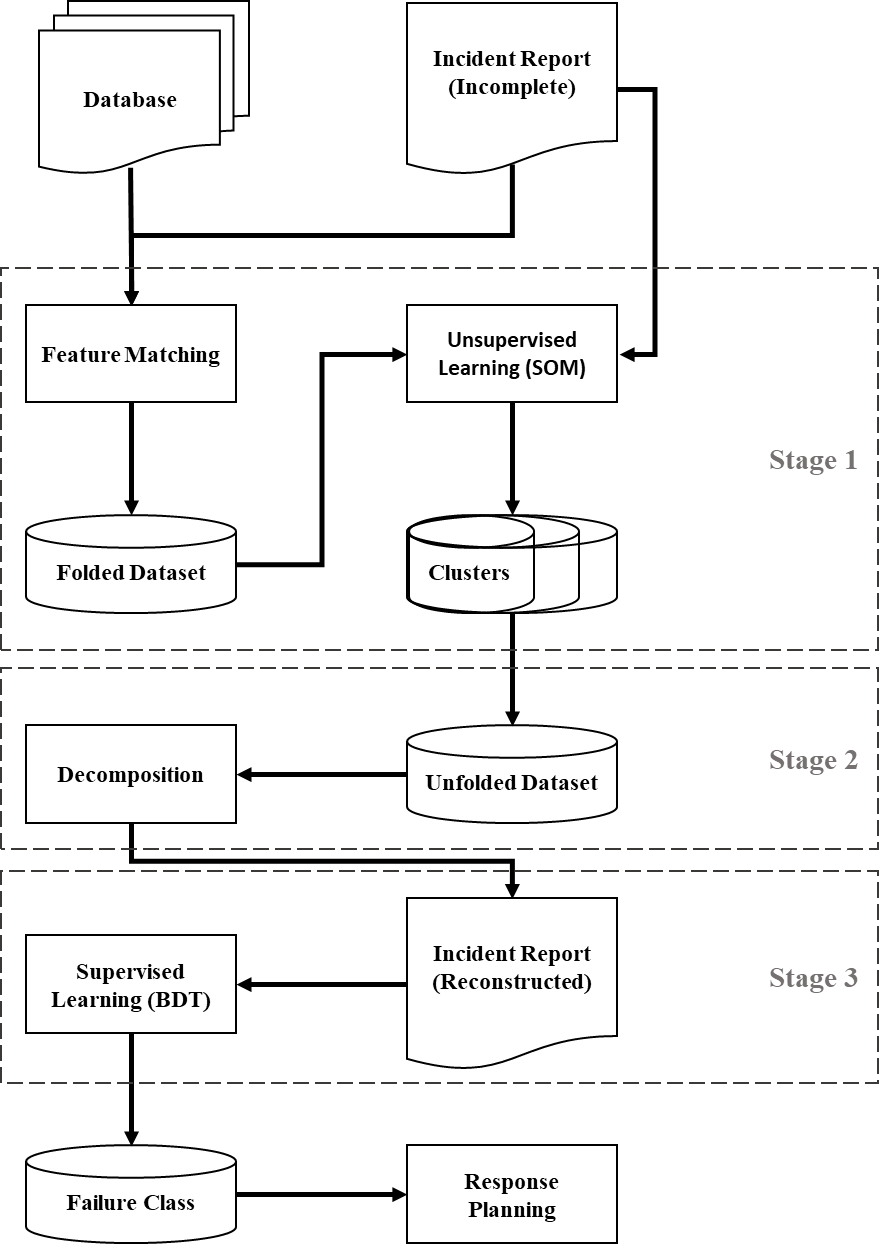 Database
Incident Report
(Incomplete)
Feature Matching
Unsupervised
Learning (SOM)
Stage 1
Folded Dataset
Clusters
Stage 2
Decomposition
Unfolded Dataset
Incident Report
(Reconstructed)
Stage 3
Supervised
Learning (BDT)
Failure Class
Response
Planning